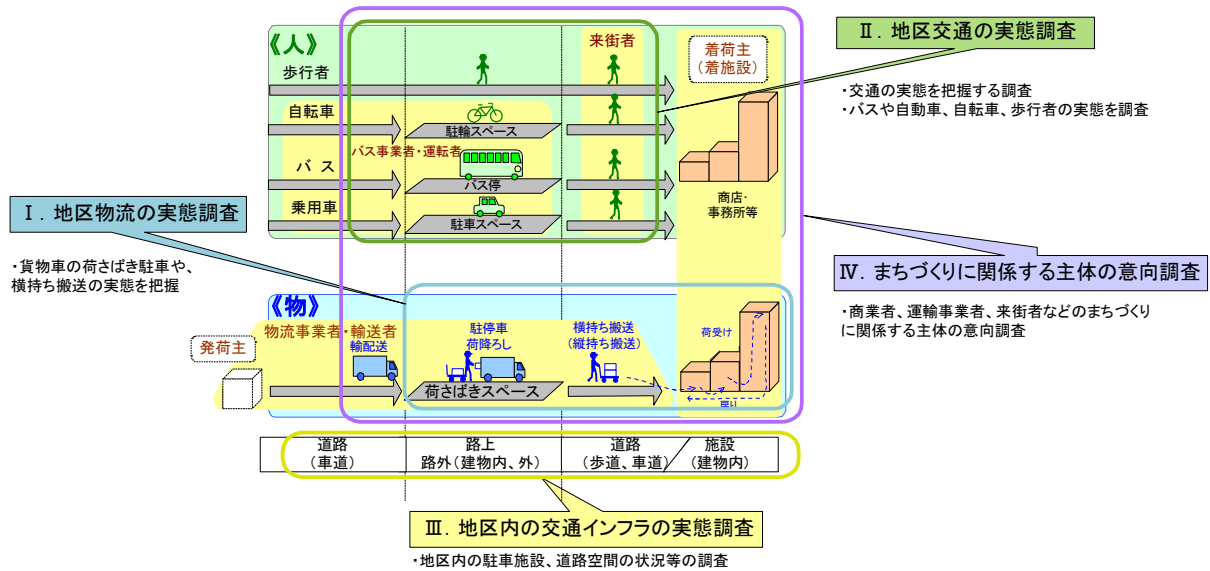 《人》
歩行者
自転車
バ ス
乗用車
来街者
駐輪スペース
バス事業者・運転者
バス停
駐車スペース
着荷主
(着施設)
商店・
事務所等
Ⅱ．地区交通の実態調査
・交通の実態を把握する調査
・バスや自動車、自転車、歩行者の実態を調査
Ⅰ．地区物流の実態調査
・貨物車の荷さばき駐車や、
横持ち搬送の実態を把握
Ⅳ．まちづくりに関係する主体の意向調査
・商業者、運輸事業者、来街者などのまちづくり
に関係する主体の意向調査
《物》
発荷主
物流事業者・輸送者
輸配送
駐停車
荷降ろし
荷さばきスペース
横持ち搬送
(縦持ち搬送)
荷受け
戻り
道路
(車道)
路上
路外(建物内、外)
道路
(歩道、車道)
施設
(建物内)
Ⅲ．地区内の交通インフラの実態調査
・地区内の駐車施設、道路空間の状況等の調査